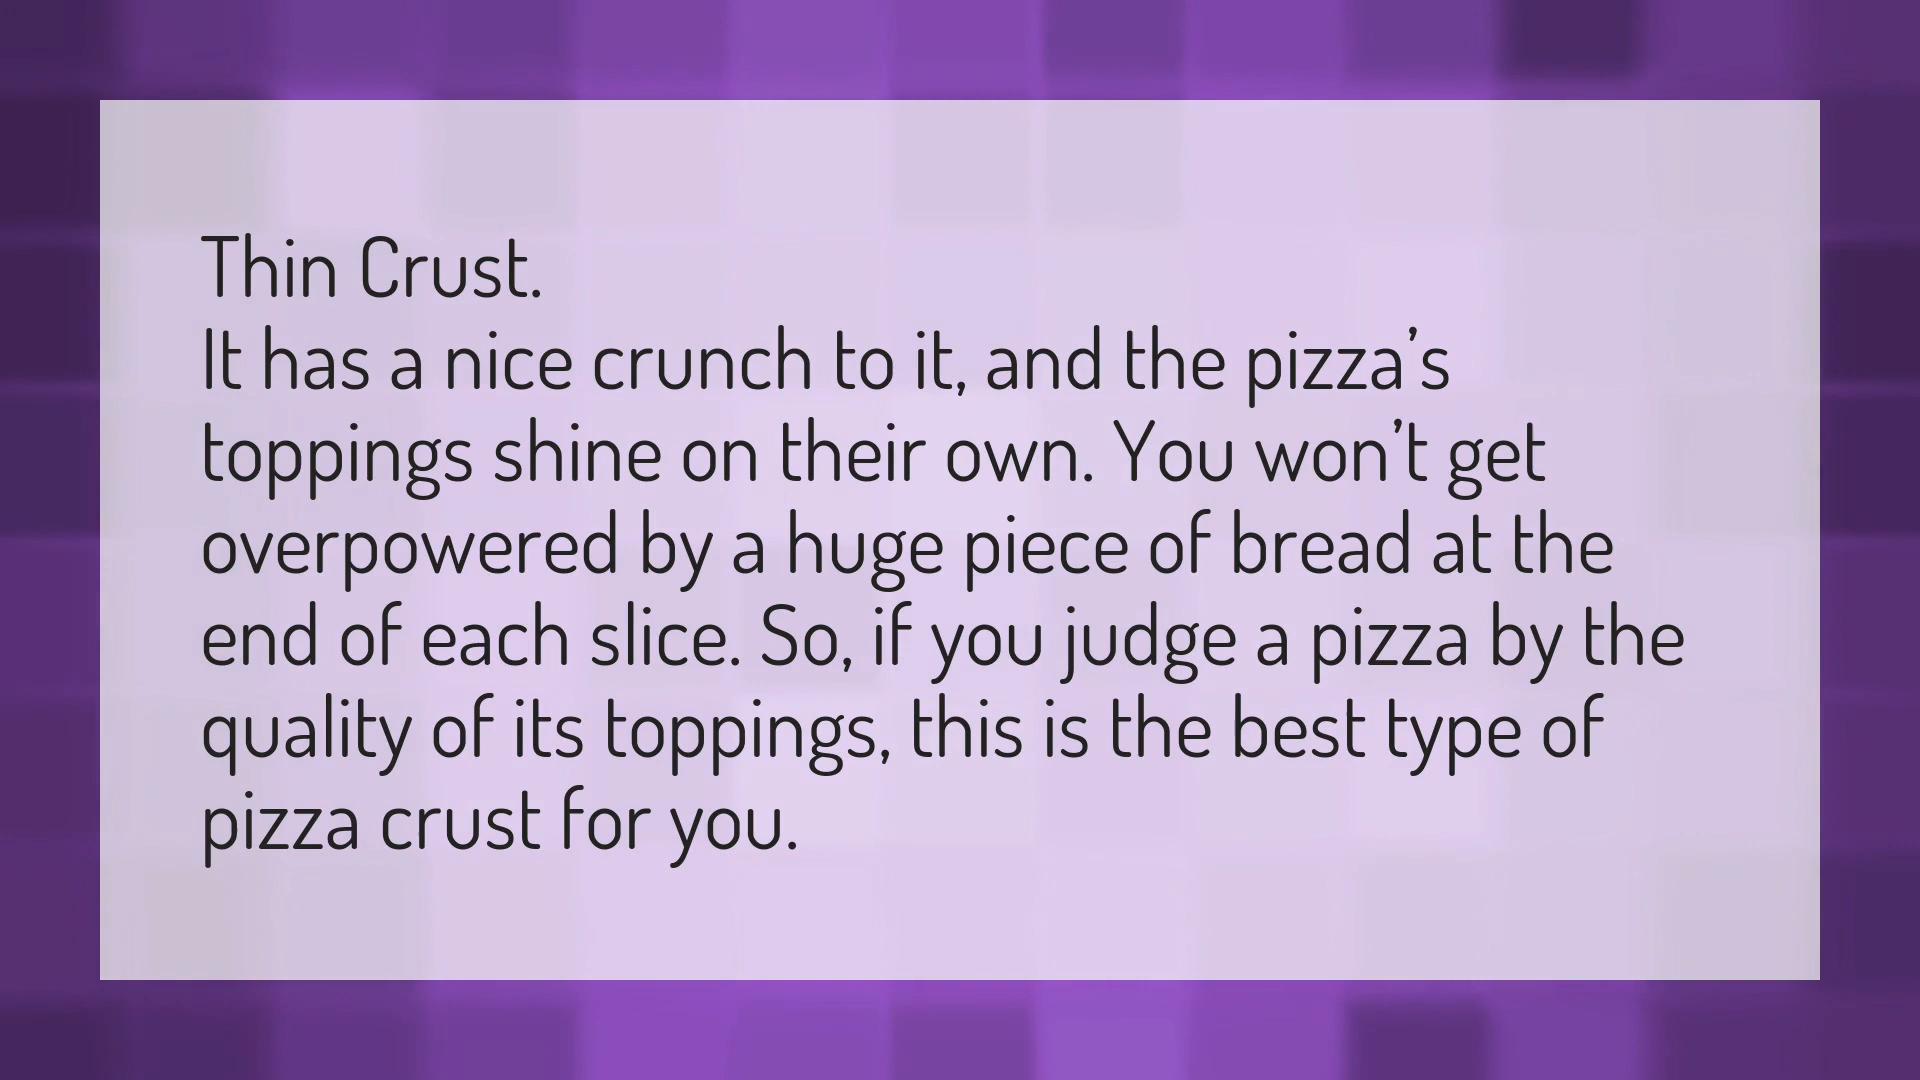 Thin Crust.
It has a nice crunch to it, and the pizza’s
toppings shine on their own. You won’t get
overpowered by a huge piece of bread at the
end of each slice. So, if you judge a pizza by the
quality of its toppings, this is the best type of
pizza crust for you.